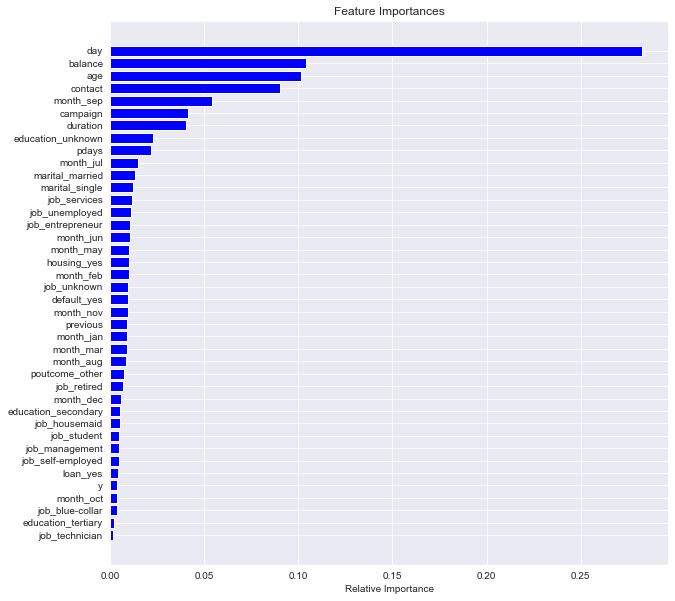 Feature Importances
day
balance
age
contact
month_sep
campaign
duration
education_unknown
pdays
month_jul
marital_married
marital_single
job_services
job_unemployed
job_entrepreneur
month_jun
month_may
housing_yes
month_feb
job_unknown
default_yes
month_nov
previous
month_jan
month_mar
month_aug
poutcome_other
job_retired
month_dec
education_secondary
job_housemaid
job_student
job_management
job_self-employed
loan_yes
y
month_oct
job_blue-collar
education_tertiary
job_technician
0.00 0.05 0.10 0.15 0.20 0.25
Relative Importance